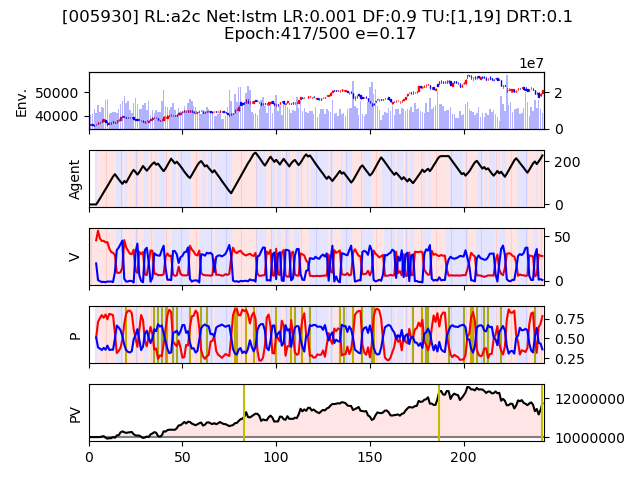 [005930] RL:a2c Net:lstm LR:0.001 DF:0.9 TU:[1,19] DRT:0.1
Epoch:417/500 e=0.17
1e7
Env.
50000
40000
2
0
Agent
200
0
V
50
0
P
0.75
0.50
0.25
PV
12000000
10000000
0 50 100 150 200